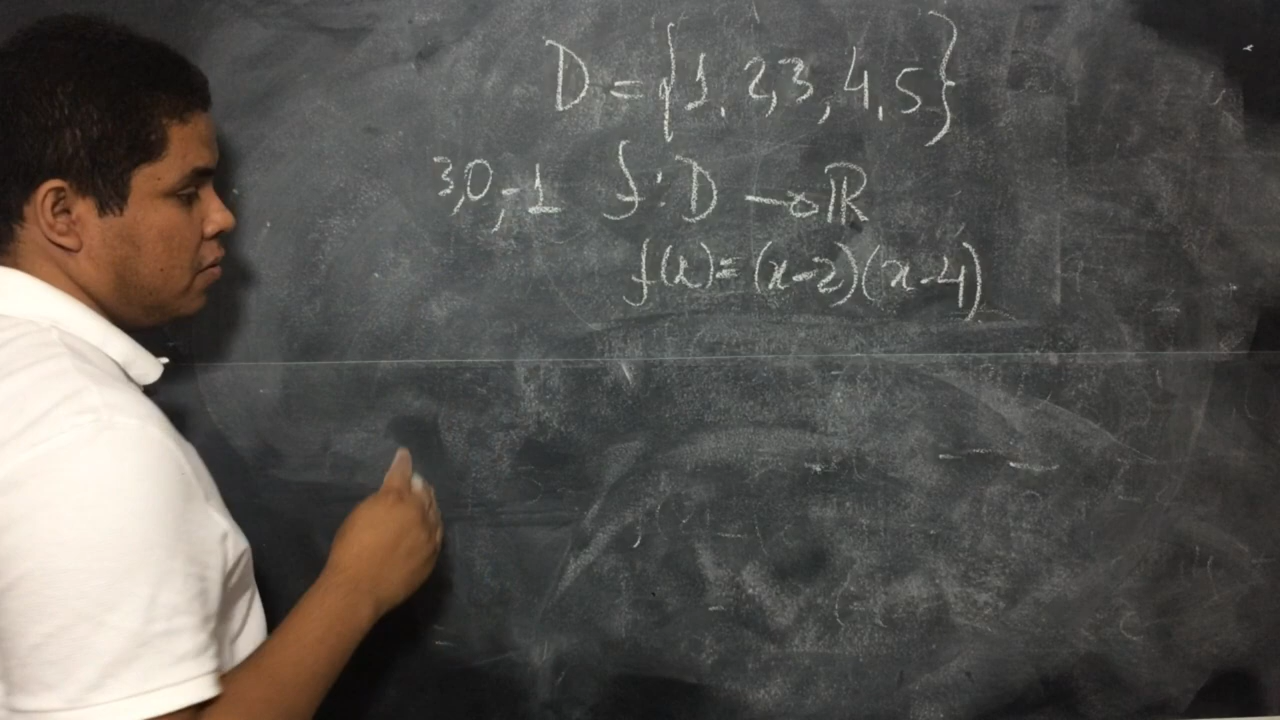 D = {1, 2, 3, 4, 5}
3, 0, -1 f: D → ℝ
f(x) = (x-2)(x-4)